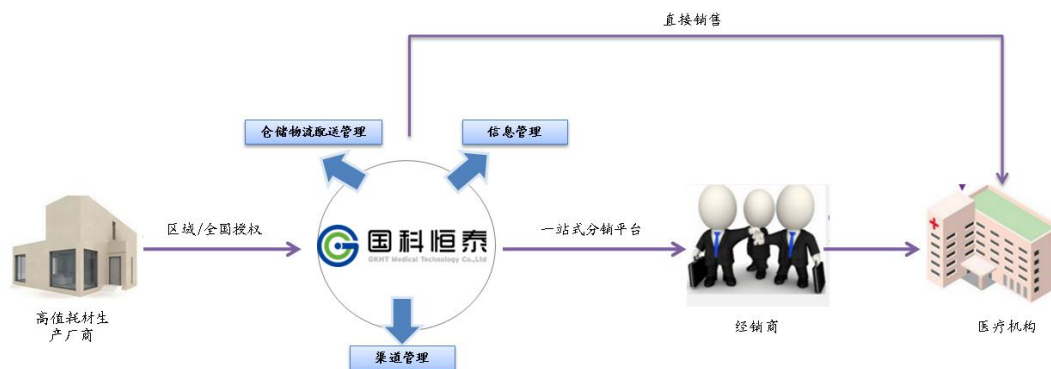 直接销售
仓储物流配送管理
信息管理
区域/全国授权
国科恒泰
GKHT Medical Technology Co.,Ltd
一站式分销平台
高值耗材生
产厂商
经销商
医疗机构
渠道管理